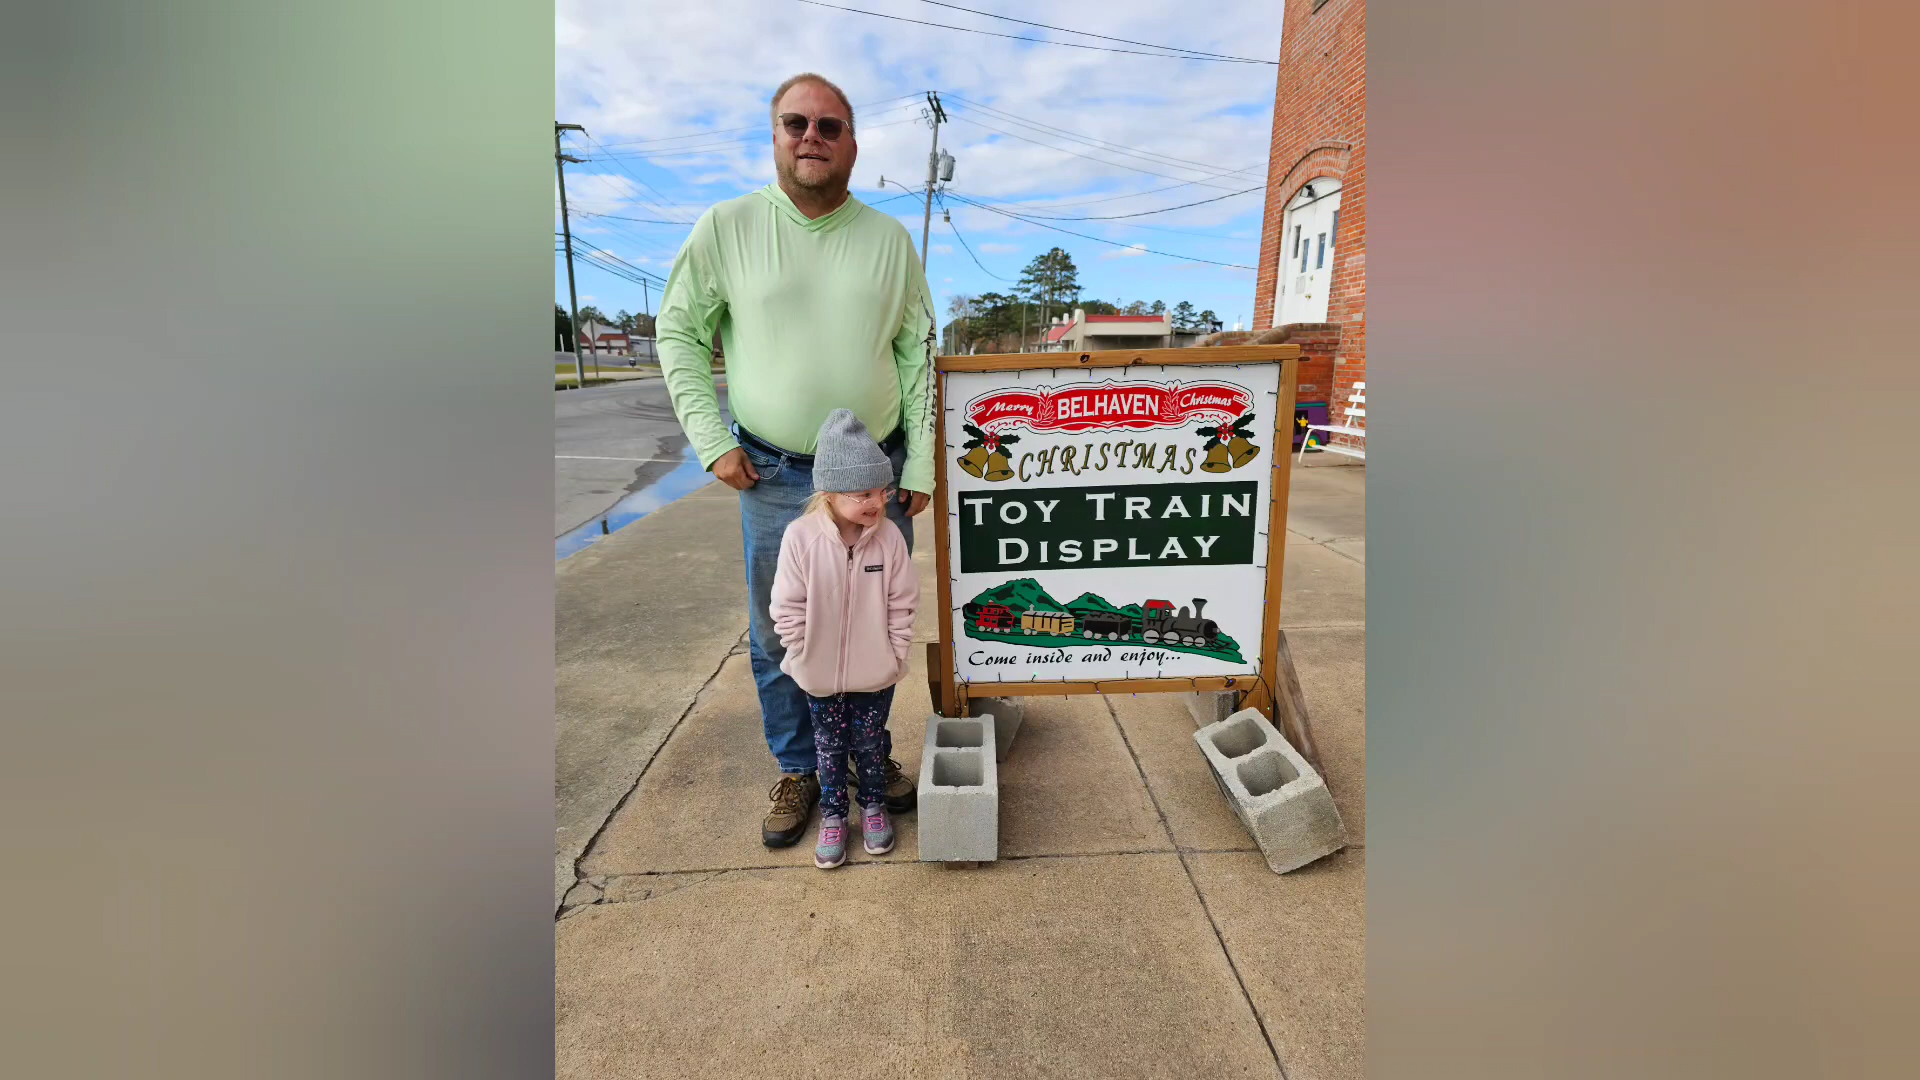 Merry BELHAVEN Christmas
CHRISTMAS
TOY TRAIN
DISPLAY
Come inside and enjoy...